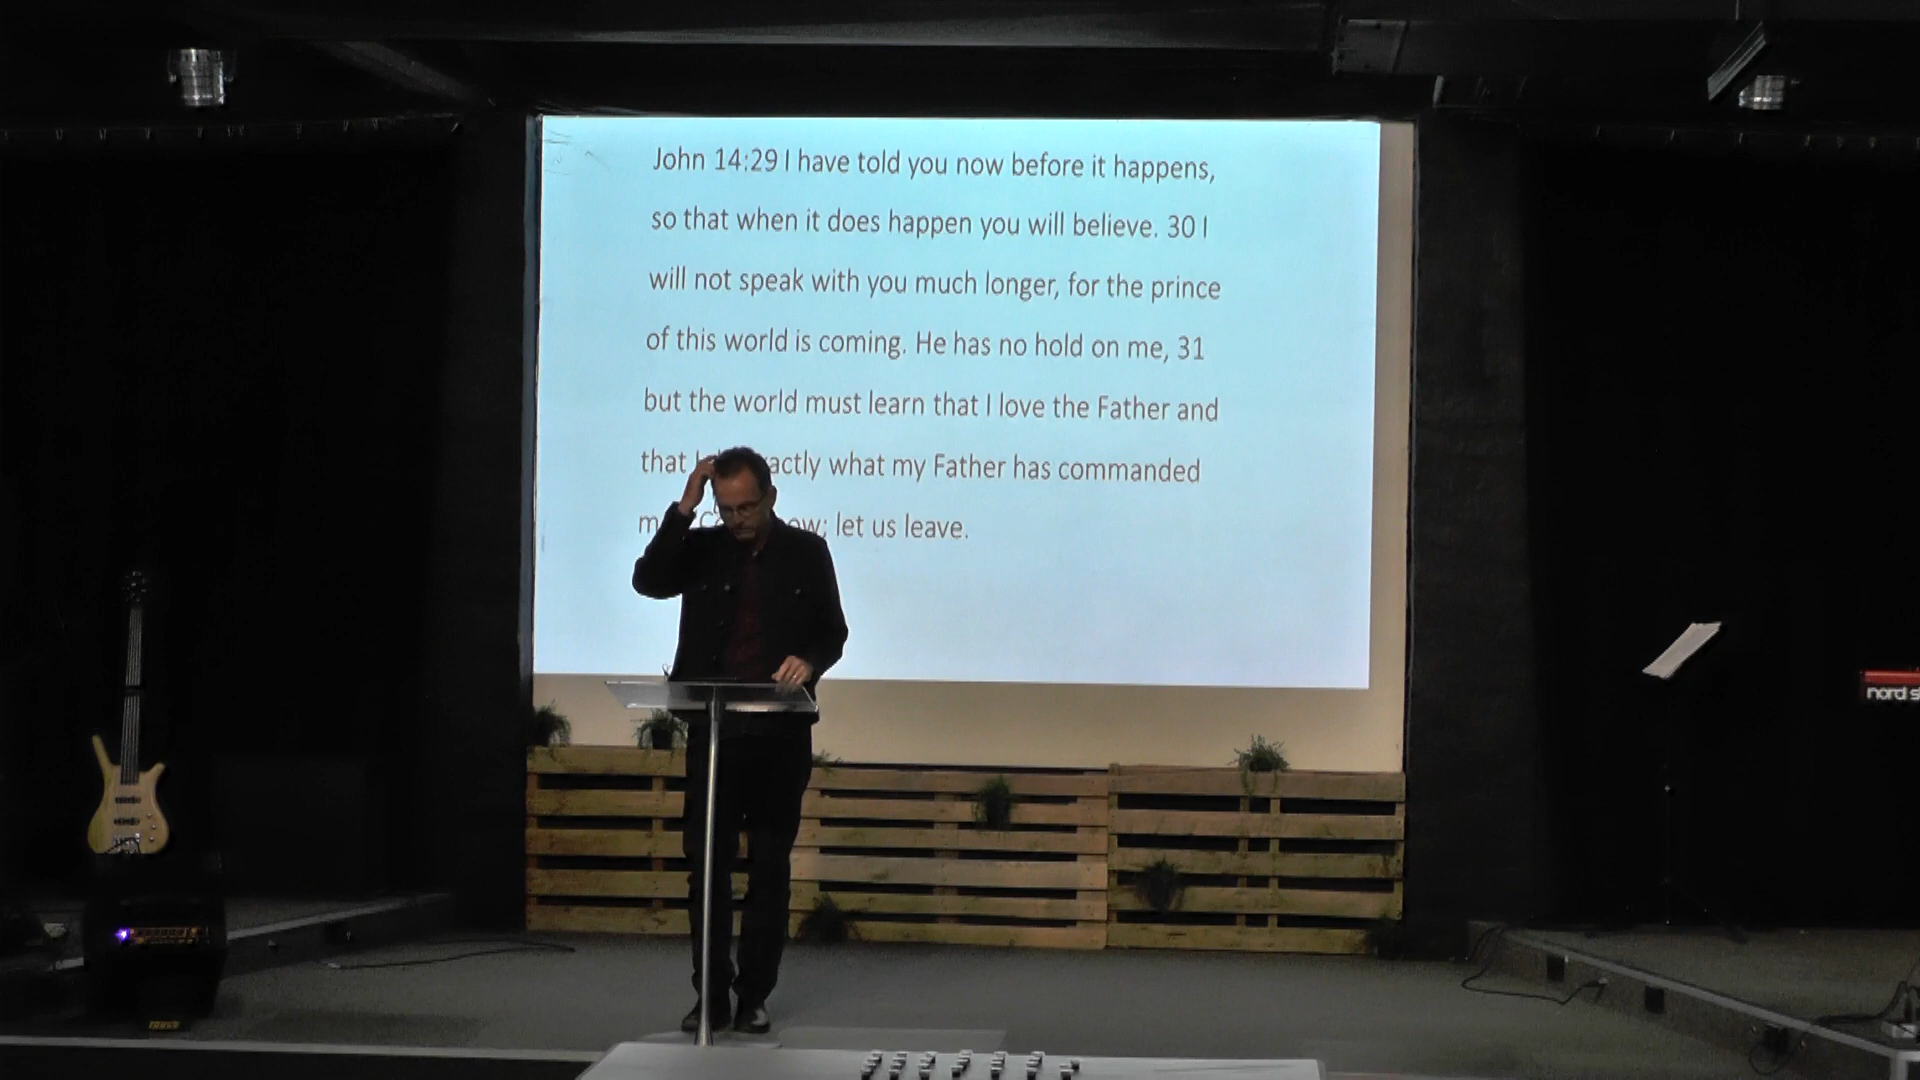 John 14:29 I have told you now before it happens,
so that when it does happen you will believe. 30 I
will not speak with you much longer, for the prince
of this world is coming. He has no hold on me, 31
but the world must learn that I love the Father and
that I actly what my Father has commanded
ow; let us leave.
nord